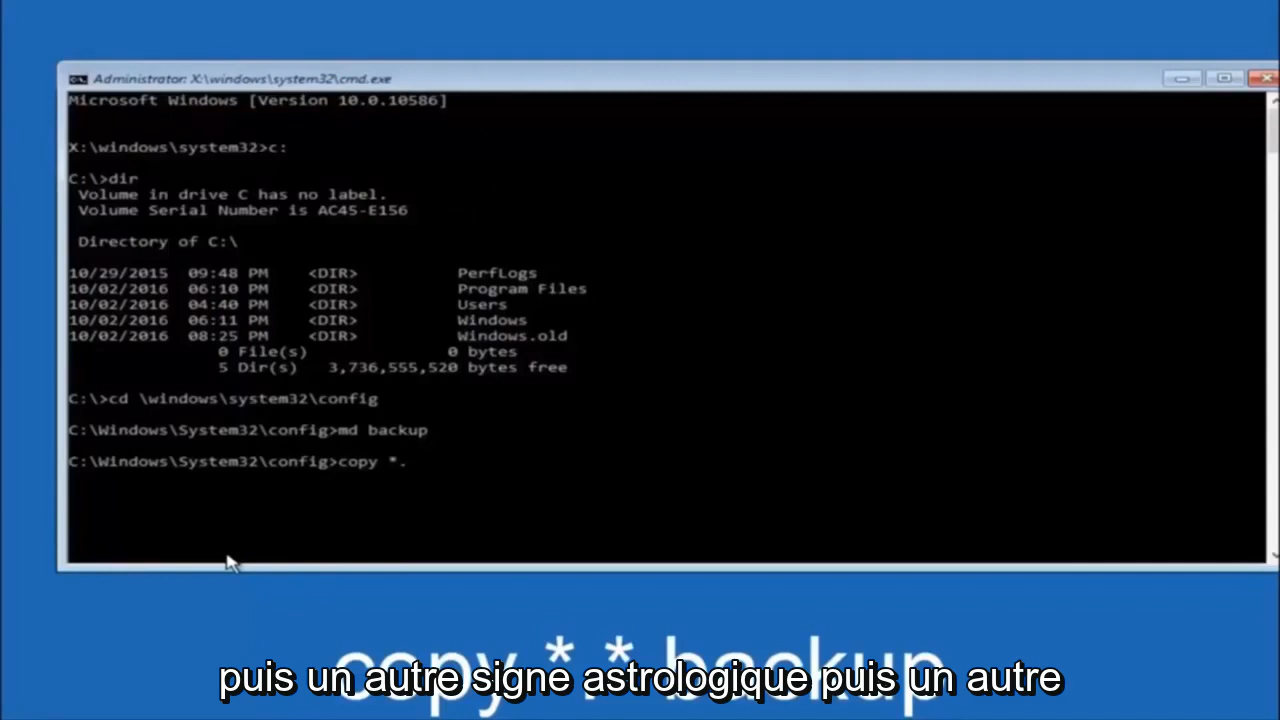 Administrator: X:\windows\system32\cmd.exe
Microsoft Windows [Version 10.0.10586]
X:\windows\system32>c:
C:\>dir
Volume in drive C has no label.
Volume Serial Number is AC45-E156
Directory of C:\
10/29/2015 09:48 PM <DIR> PerfLogs
10/02/2016 06:10 PM <DIR> Program Files
10/02/2016 04:40 PM <DIR> Users
10/02/2016 06:11 PM <DIR> Windows
10/02/2016 08:25 PM <DIR> Windows.old
0 File(s) 0 bytes
5 Dir(s) 3,736,555,520 bytes free
C:\>cd \windows\system32\config
C:\Windows\System32\config>md backup
C:\Windows\System32\config>copy *.
copy *.* backup
puis un autre signe astrologique puis un autre